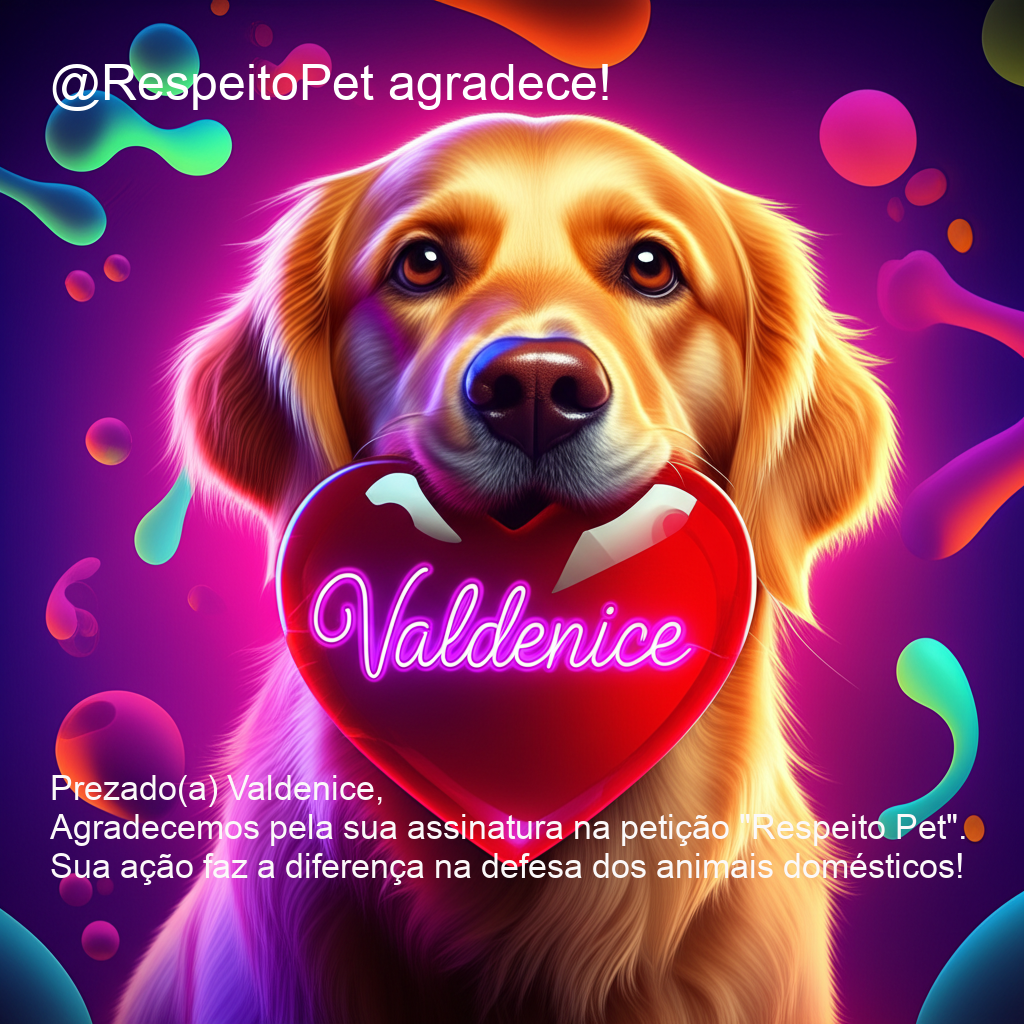 @RespeitoPet agradece!
Valdenice
Prezado(a) Valdenice,
Agradecemos pela sua assinatura na petição "Respeito Pet".
Sua ação faz a diferença na defesa dos animais domésticos!